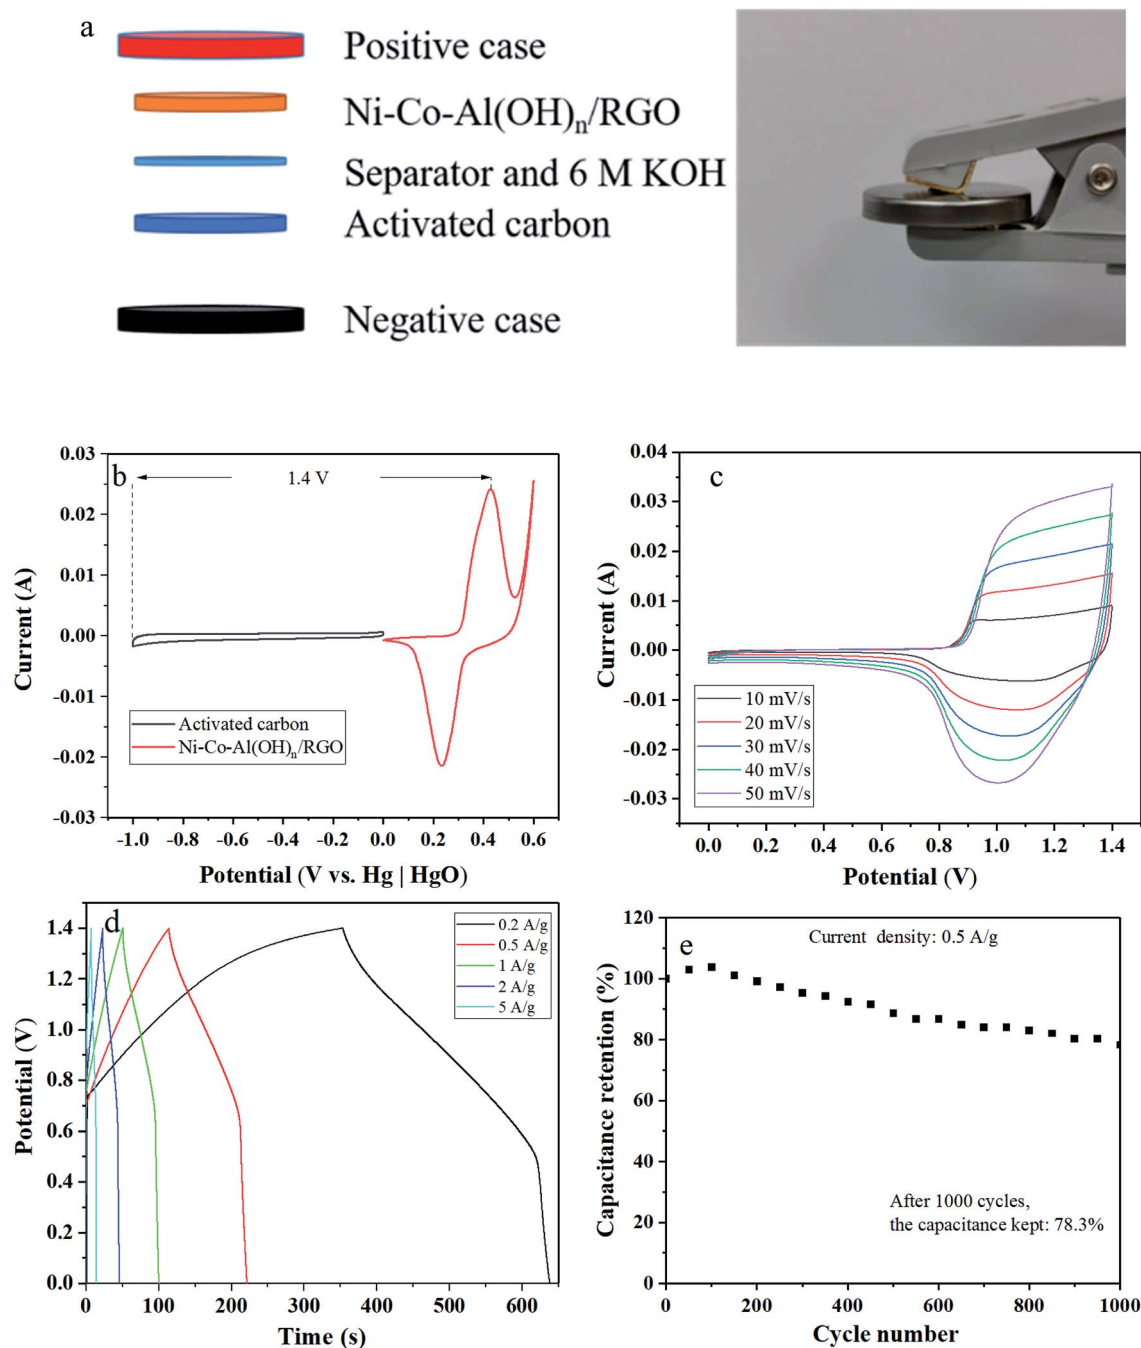 a
Positive case
Ni-Co-Al(OH)n/RGO
Separator and 6 M KOH
Activated carbon
Negative case
b
1.4 V
0.03
0.02
0.01
0.00
-0.01
-0.02
-0.03
Current (A)
Activated carbon
Ni-Co-Al(OH)n/RGO
-1.0 -0.8 -0.6 -0.4 -0.2 0.0 0.2 0.4 0.6
Potential (V vs. Hg | HgO)
c
0.04
0.03
0.02
0.01
0.00
-0.01
-0.02
-0.03
Current (A)
10 mV/s
20 mV/s
30 mV/s
40 mV/s
50 mV/s
0.0 0.2 0.4 0.6 0.8 1.0 1.2 1.4
Potential (V)
d
1.4
1.2
1.0
0.8
0.6
0.4
0.2
0.0
Potential (V)
0.2 A/g
0.5 A/g
1 A/g
2 A/g
5 A/g
0 100 200 300 400 500 600
Time (s)
e
Current density: 0.5 A/g
120
100
80
60
40
20
0
Capacitance retention (%)
After 1000 cycles,
the capacitance kept: 78.3%
0 200 400 600 800 1000
Cycle number